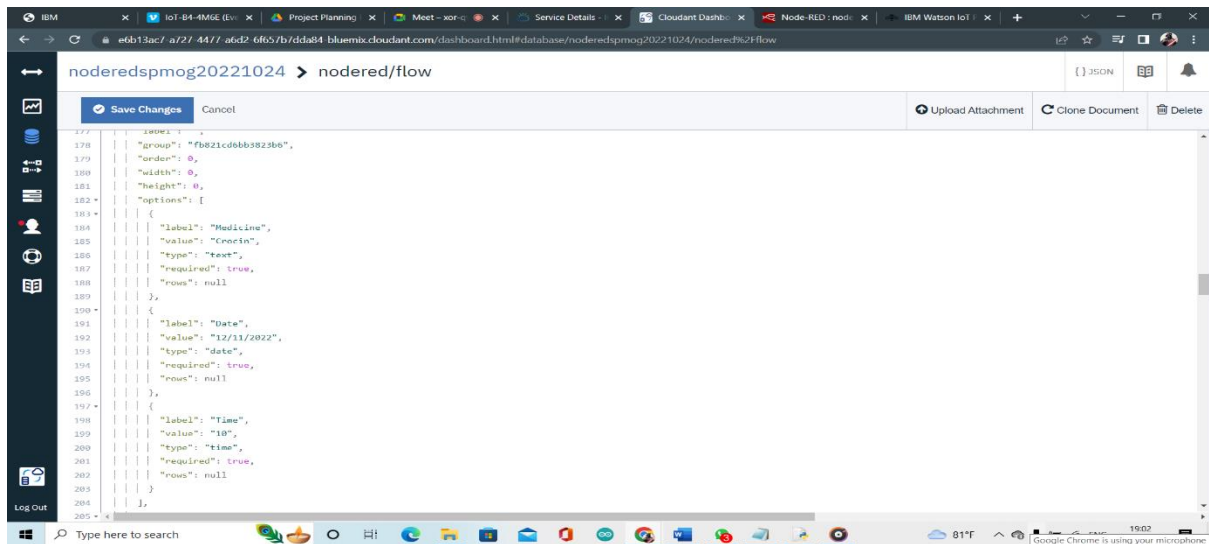 IBM
IoT-B4-4M6E (Eve
Project Planning
Meet – xor-q
Service Details -
Cloudant Dashbo
Node-RED : node
IBM Watson IoT
e6b13ac7-a727-4477-a6d2-6f657b7dda84-bluemix.cloudant.com/dashboard.html#database/noderedspmog20221024/nodered%2Fflow
noderedspmog20221024 > nodered/flow
{ } JSON
Save Changes Cancel
Upload Attachment Clone Document Delete
177 "label":
178 "group": "fb821cd6bb3823b6",
179 "order": 0,
180 "width": 0,
181 "height": 0,
182 "options": [
183 {
184 "label": "Medicine",
185 "value": "Crocin",
186 "type": "text",
187 "required": true,
188 "rows": null
189 },
190 {
191 "label": "Date",
192 "value": "12/11/2022",
193 "type": "date",
194 "required": true,
195 "rows": null
196 },
197 {
198 "label": "Time",
199 "value": "10",
200 "type": "time",
201 "required": true,
202 "rows": null
203 }
204 ],
205
Log Out
Type here to search
81°F
19:02
Google Chrome is using your microphone